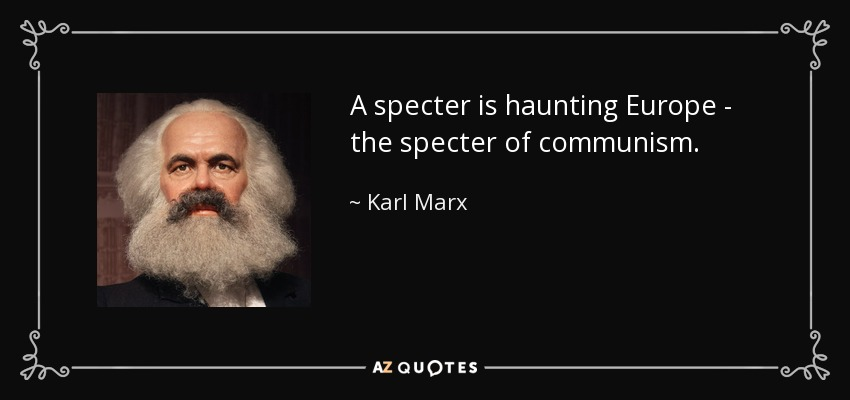 A specter is haunting Europe -
the specter of communism.
~ Karl Marx
AZ QUOTES